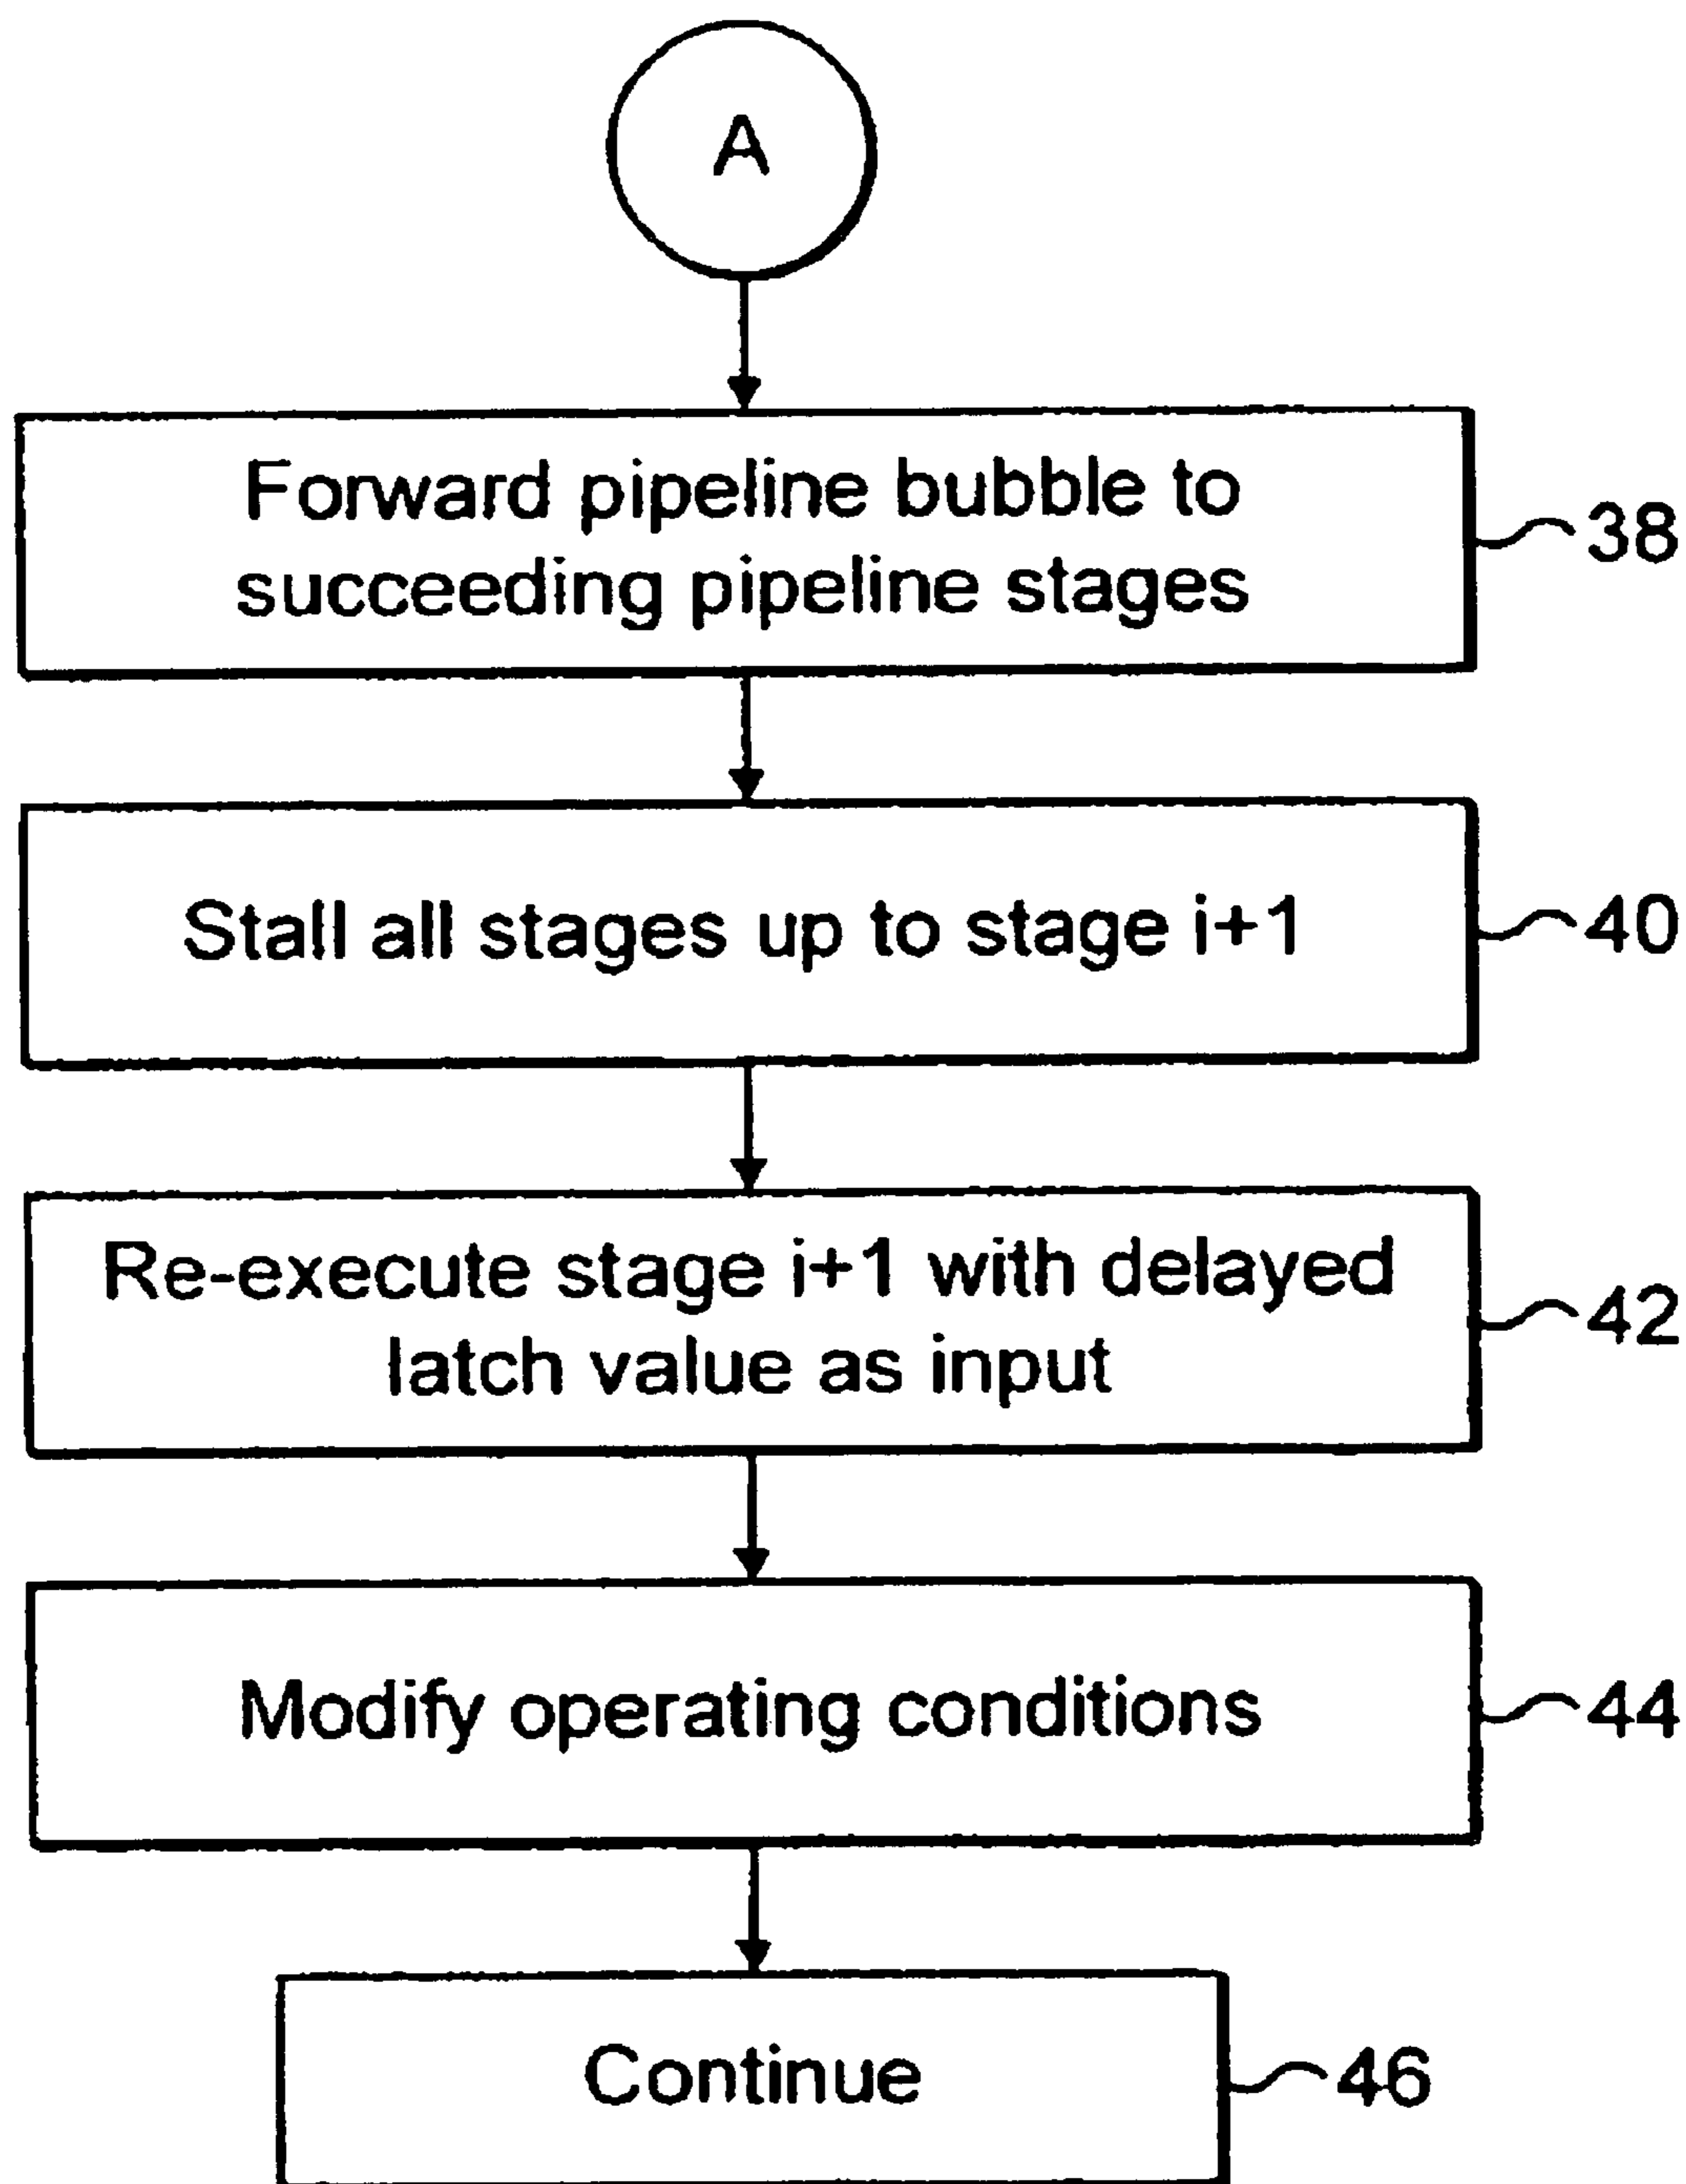 A
Forward pipeline bubble to
succeeding pipeline stages
38
Stall all stages up to stage i+1
40
Re-execute stage i+1 with delayed
latch value as input
42
Modify operating conditions
44
Continue
46